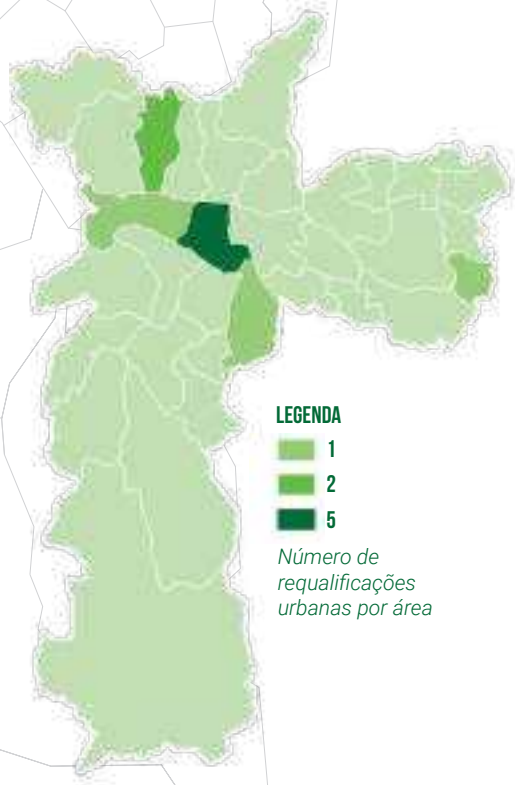 LEGENDA
1
2
5
Número de
requalificações
urbanas por área